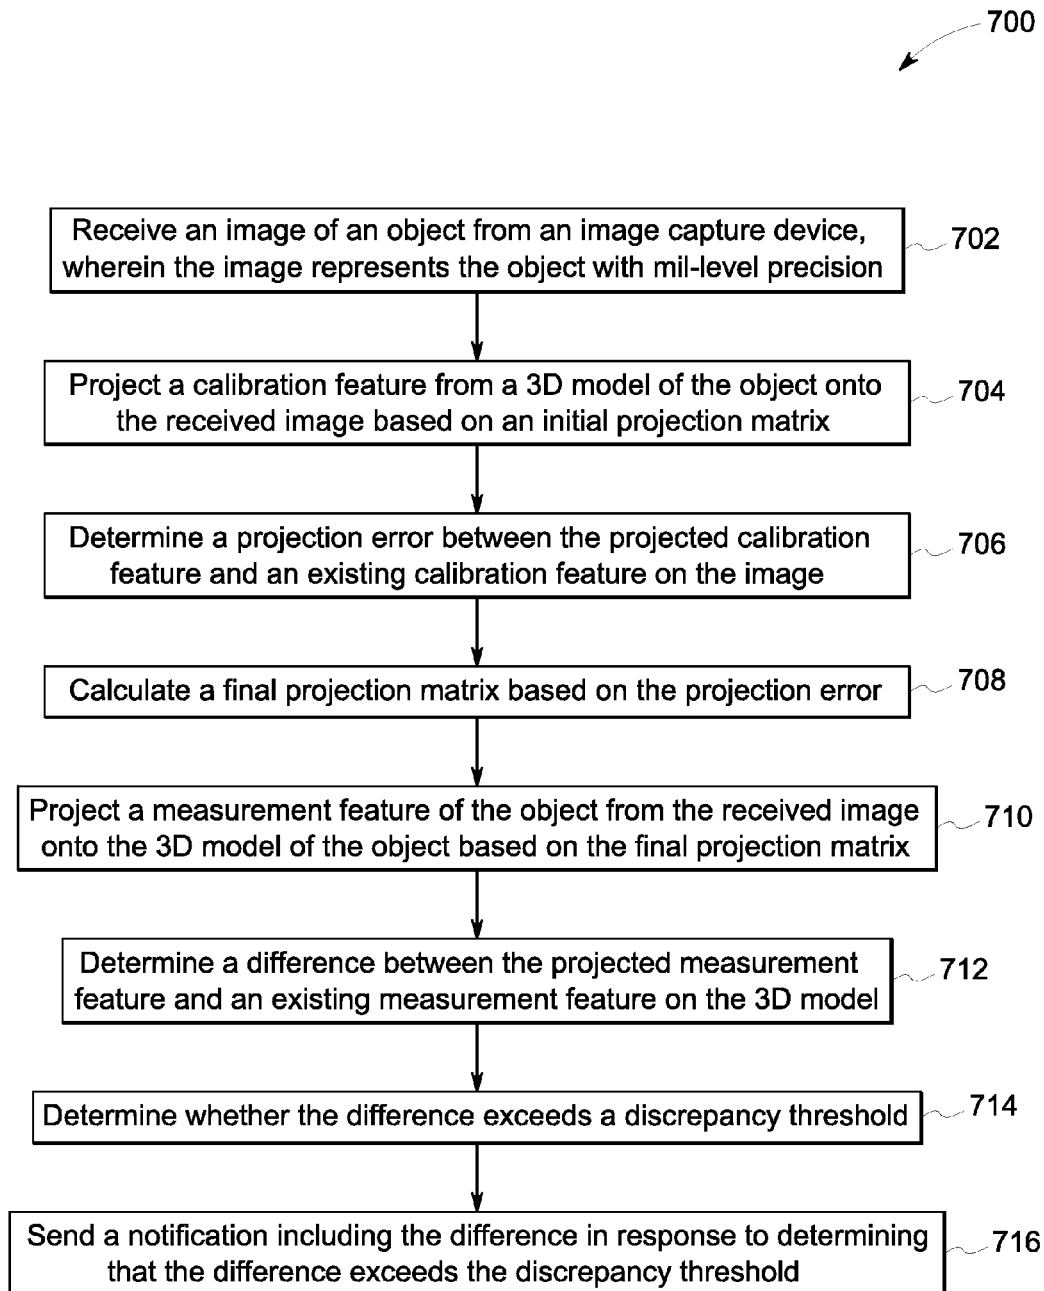 700
Receive an image of an object from an image capture device,
wherein the image represents the object with mil-level precision
702
Project a calibration feature from a 3D model of the object onto
the received image based on an initial projection matrix
704
Determine a projection error between the projected calibration
feature and an existing calibration feature on the image
706
Calculate a final projection matrix based on the projection error
708
Project a measurement feature of the object from the received image
onto the 3D model of the object based on the final projection matrix
710
Determine a difference between the projected measurement
feature and an existing measurement feature on the 3D model
712
Determine whether the difference exceeds a discrepancy threshold
714
Send a notification including the difference in response to determining
that the difference exceeds the discrepancy threshold
716